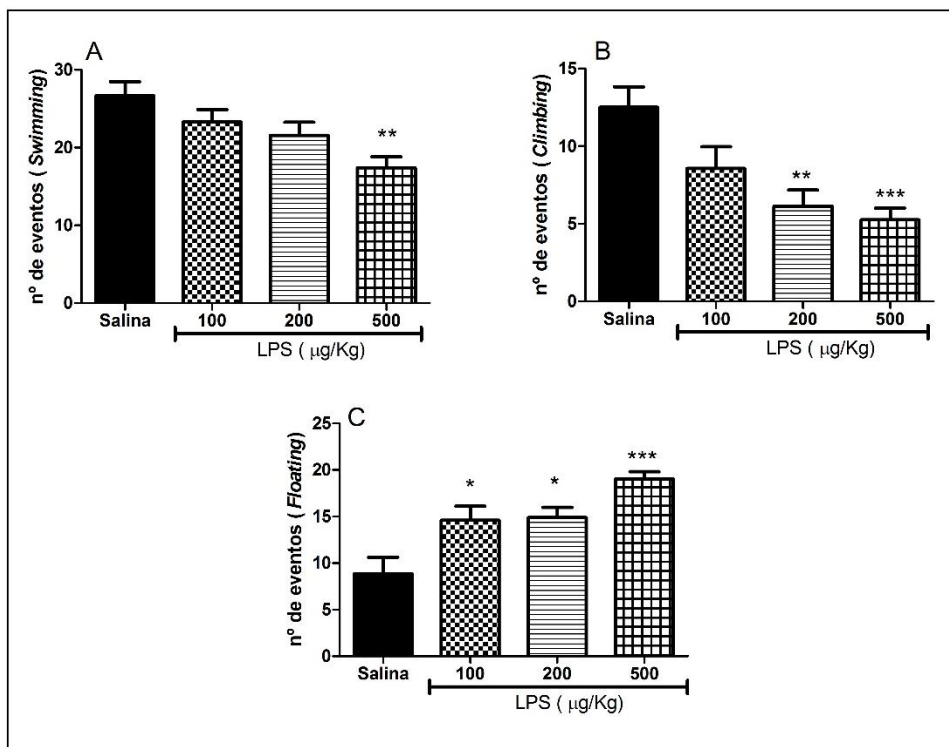 A
nº de eventos ( Swimming)
30
20
10
0
**
Salina
100
200
500
LPS ( µg/Kg)
B
nº de eventos ( Climbing)
15
10
5
0
**
***
Salina
100
200
500
LPS ( µg/Kg)
C
nº de eventos ( Floating)
25
20
15
10
5
0
*
*
***
Salina
100
200
500
LPS ( µg/Kg)